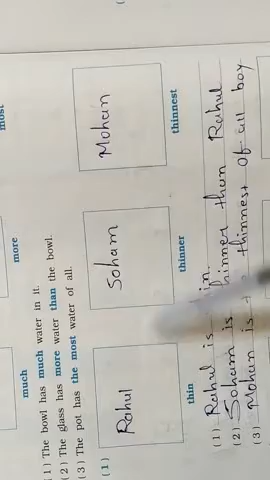 most
more
much
(1) The bowl has much water in it.
(2) The glass has more water than the bowl.
(3) The pot has the most water of all.
(1)
Rahul Soham Mohan
thin thinner thinnest
(1) Rahul is
(2) Soham is thinner than Rahul
(3) Mohan is thinnest of all boy